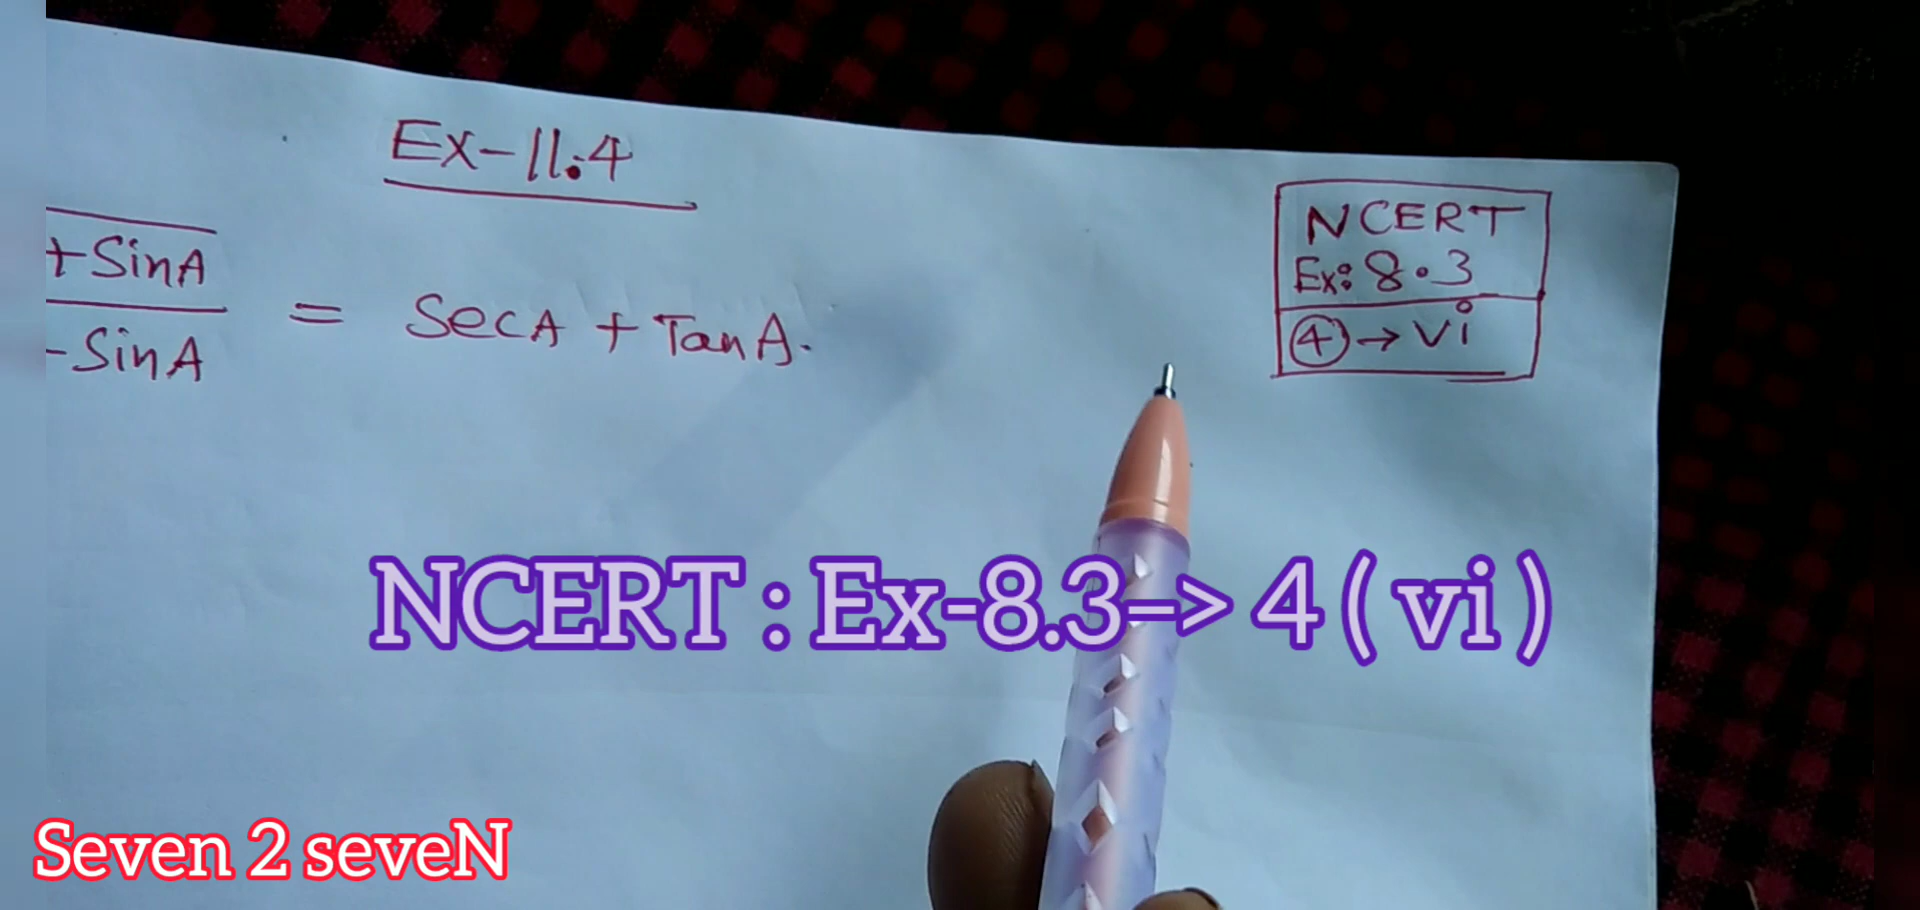 Ex-11.4
+SinA
-SinA
= SecA + TanA.
NCERT
Ex: 8.3
4 → vi
NCERT : Ex-8.3-> 4 ( vi )
Seven 2 seveN